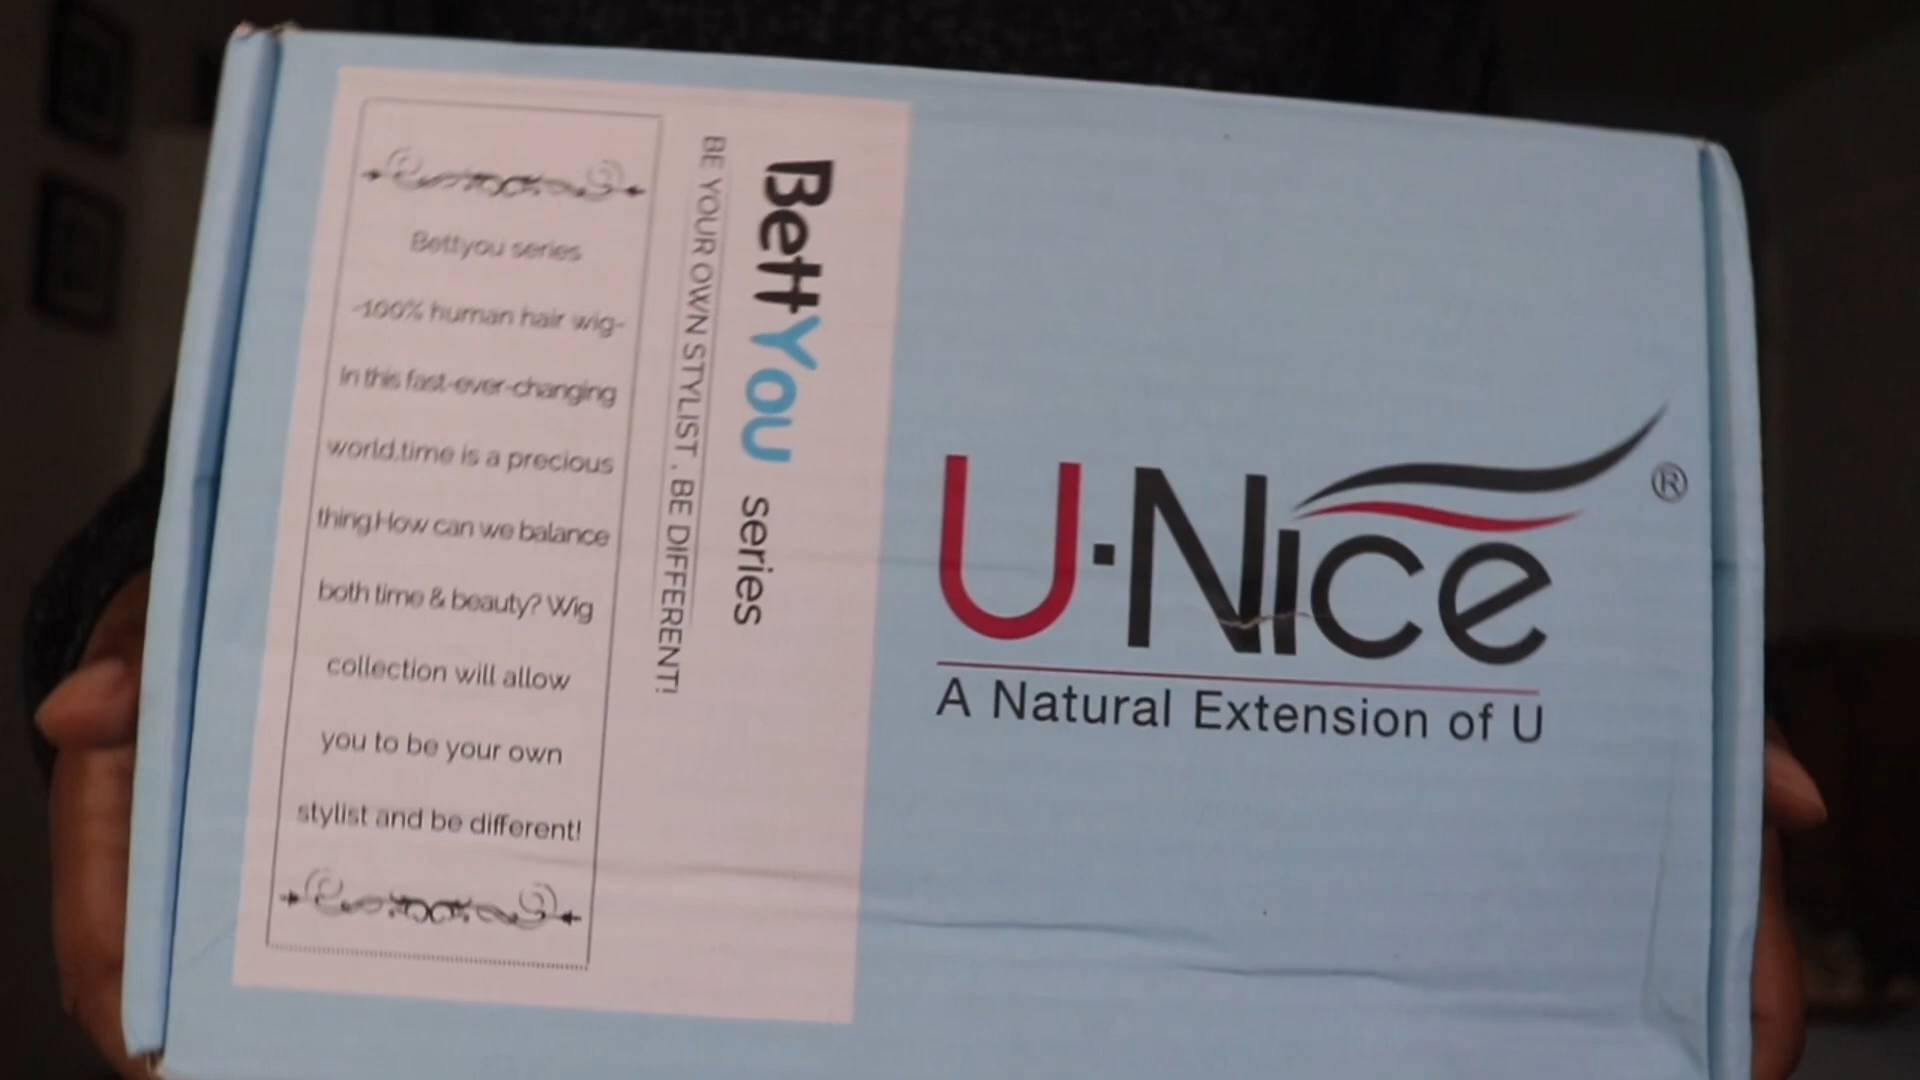 Bettyou series
-100% human hair wig-
In this fast-ever-changing
world,time is a precious
thing.How can we balance
both time & beauty? Wig
collection will allow
you to be your own
stylist and be different!
BettYou series
BE YOUR OWN STYLIST , BE DIFFERENT!
U·Nice®
A Natural Extension of U